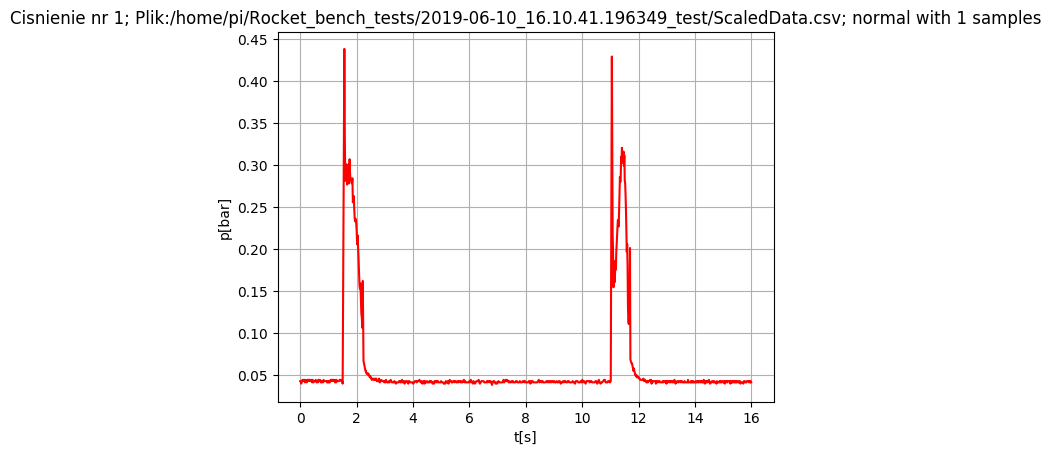 Cisnienie nr 1; Plik:/home/pi/Rocket_bench_tests/2019-06-10_16.10.41.196349_test/ScaledData.csv; normal with 1 samples
0.45
0.40
0.35
0.30
0.25
0.20
0.15
0.10
0.05
p[bar]
0 2 4 6 8 10 12 14 16
t[s]